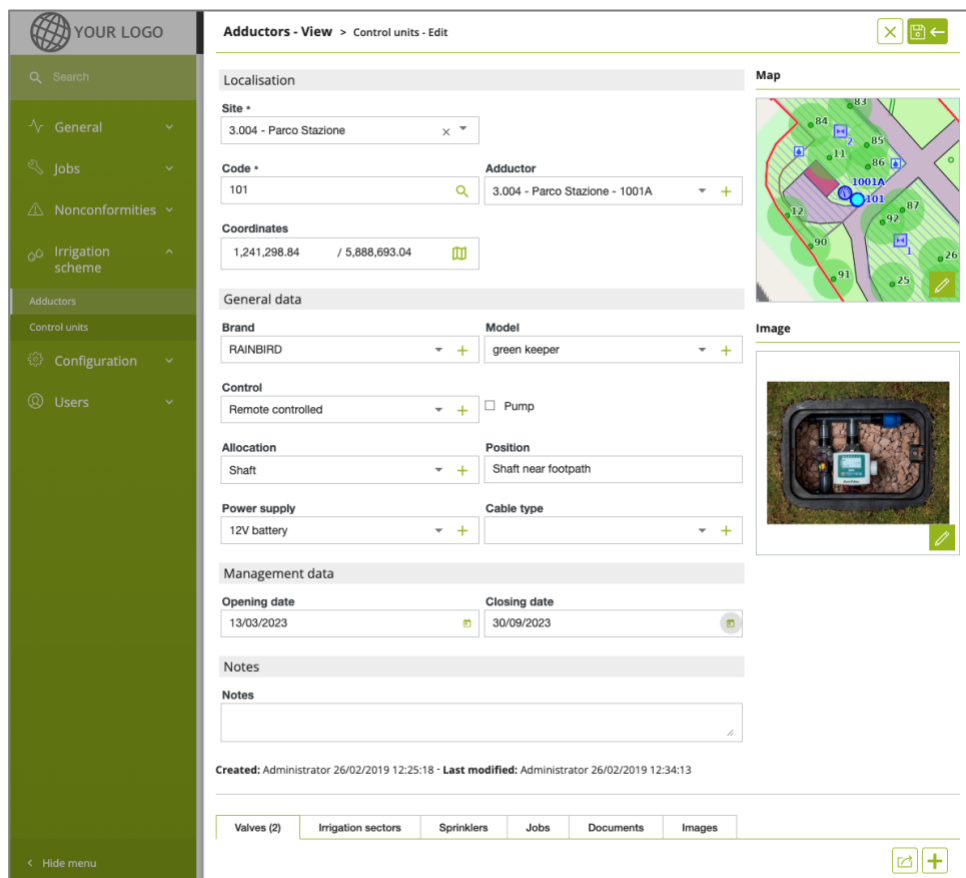 YOUR LOGO
Adductors - View > Control units - Edit
Search
General
Jobs
Nonconformities
Irrigation
scheme
Adductors
Control units
Configuration
Users
Hide menu
Localisation
Site *
3.004 - Parco Stazione
Code *
Adductor
101
3.004 - Parco Stazione - 1001A
Coordinates
1,241,298.84 / 5,888,693.04
General data
Brand
Model
RAINBIRD
green keeper
Control
Remote controlled
Pump
Allocation
Position
Shaft
Shaft near footpath
Power supply
Cable type
12V battery
Management data
Opening date
Closing date
13/03/2023
30/09/2023
Notes
Notes
Created: Administrator 26/02/2019 12:25:18 - Last modified: Administrator 26/02/2019 12:34:13
Valves (2)
Irrigation sectors
Sprinklers
Jobs
Documents
Images
Map
83
84
2
85
11
86
1001A
101
12
87
92
90
1
26
91
25
Image